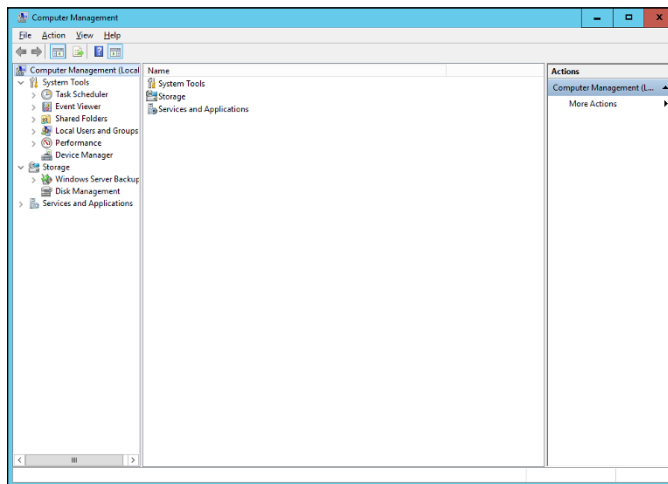 Computer Management
File Action View Help
Computer Management (Local
System Tools
Task Scheduler
Event Viewer
Shared Folders
Local Users and Groups
Performance
Device Manager
Storage
Windows Server Backup
Disk Management
Services and Applications
Name
System Tools
Storage
Services and Applications
Actions
Computer Management (L...
More Actions